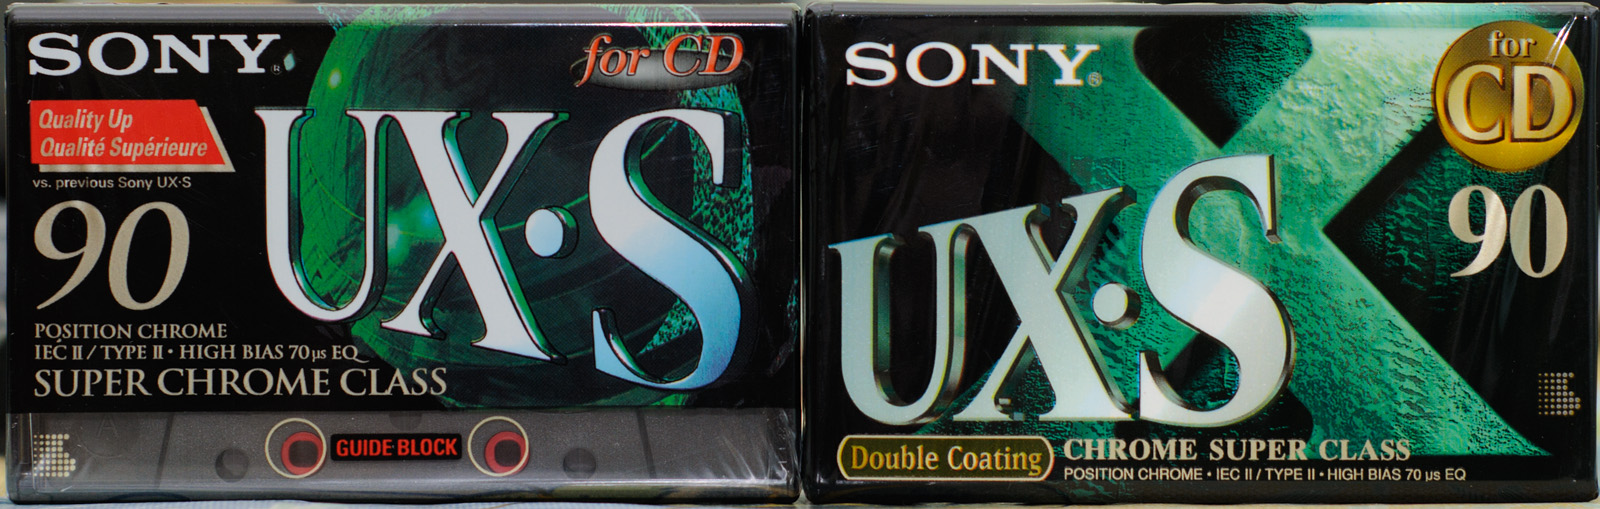 SONY®
for CD
Quality Up
Qualité Supérieure
vs. previous Sony UX·S
UX·S
90
POSITION CHROME
IEC II / TYPE II · HIGH BIAS 70 µs EQ
SUPER CHROME CLASS
GUIDE·BLOCK
SONY®
for
CD
UX·S
90
Double Coating
CHROME SUPER CLASS
POSITION CHROME · IEC II / TYPE II · HIGH BIAS 70 µs EQ